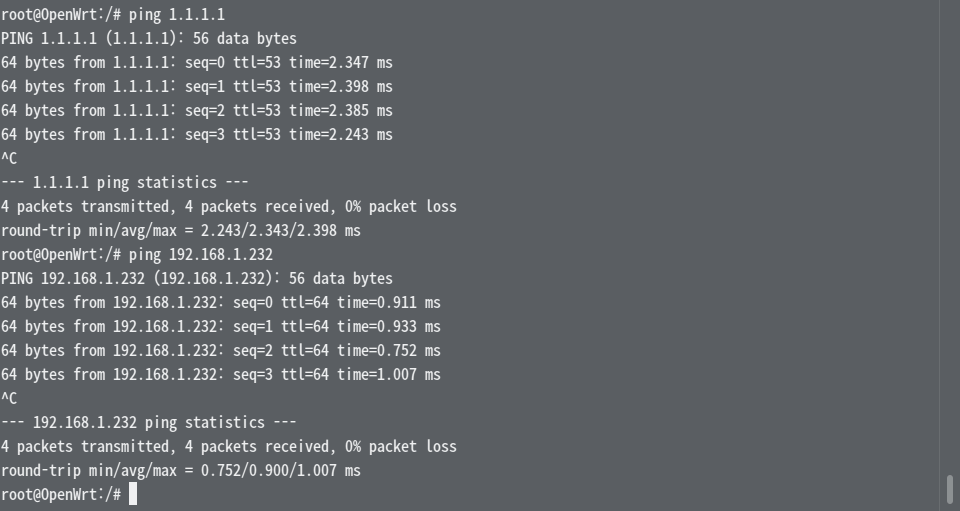 root@OpenWrt:/# ping 1.1.1.1
PING 1.1.1.1 (1.1.1.1): 56 data bytes
64 bytes from 1.1.1.1: seq=0 ttl=53 time=2.347 ms
64 bytes from 1.1.1.1: seq=1 ttl=53 time=2.398 ms
64 bytes from 1.1.1.1: seq=2 ttl=53 time=2.385 ms
64 bytes from 1.1.1.1: seq=3 ttl=53 time=2.243 ms
^C
--- 1.1.1.1 ping statistics ---
4 packets transmitted, 4 packets received, 0% packet loss
round-trip min/avg/max = 2.243/2.343/2.398 ms
root@OpenWrt:/# ping 192.168.1.232
PING 192.168.1.232 (192.168.1.232): 56 data bytes
64 bytes from 192.168.1.232: seq=0 ttl=64 time=0.911 ms
64 bytes from 192.168.1.232: seq=1 ttl=64 time=0.933 ms
64 bytes from 192.168.1.232: seq=2 ttl=64 time=0.752 ms
64 bytes from 192.168.1.232: seq=3 ttl=64 time=1.007 ms
^C
--- 192.168.1.232 ping statistics ---
4 packets transmitted, 4 packets received, 0% packet loss
round-trip min/avg/max = 0.752/0.900/1.007 ms
root@OpenWrt:/#